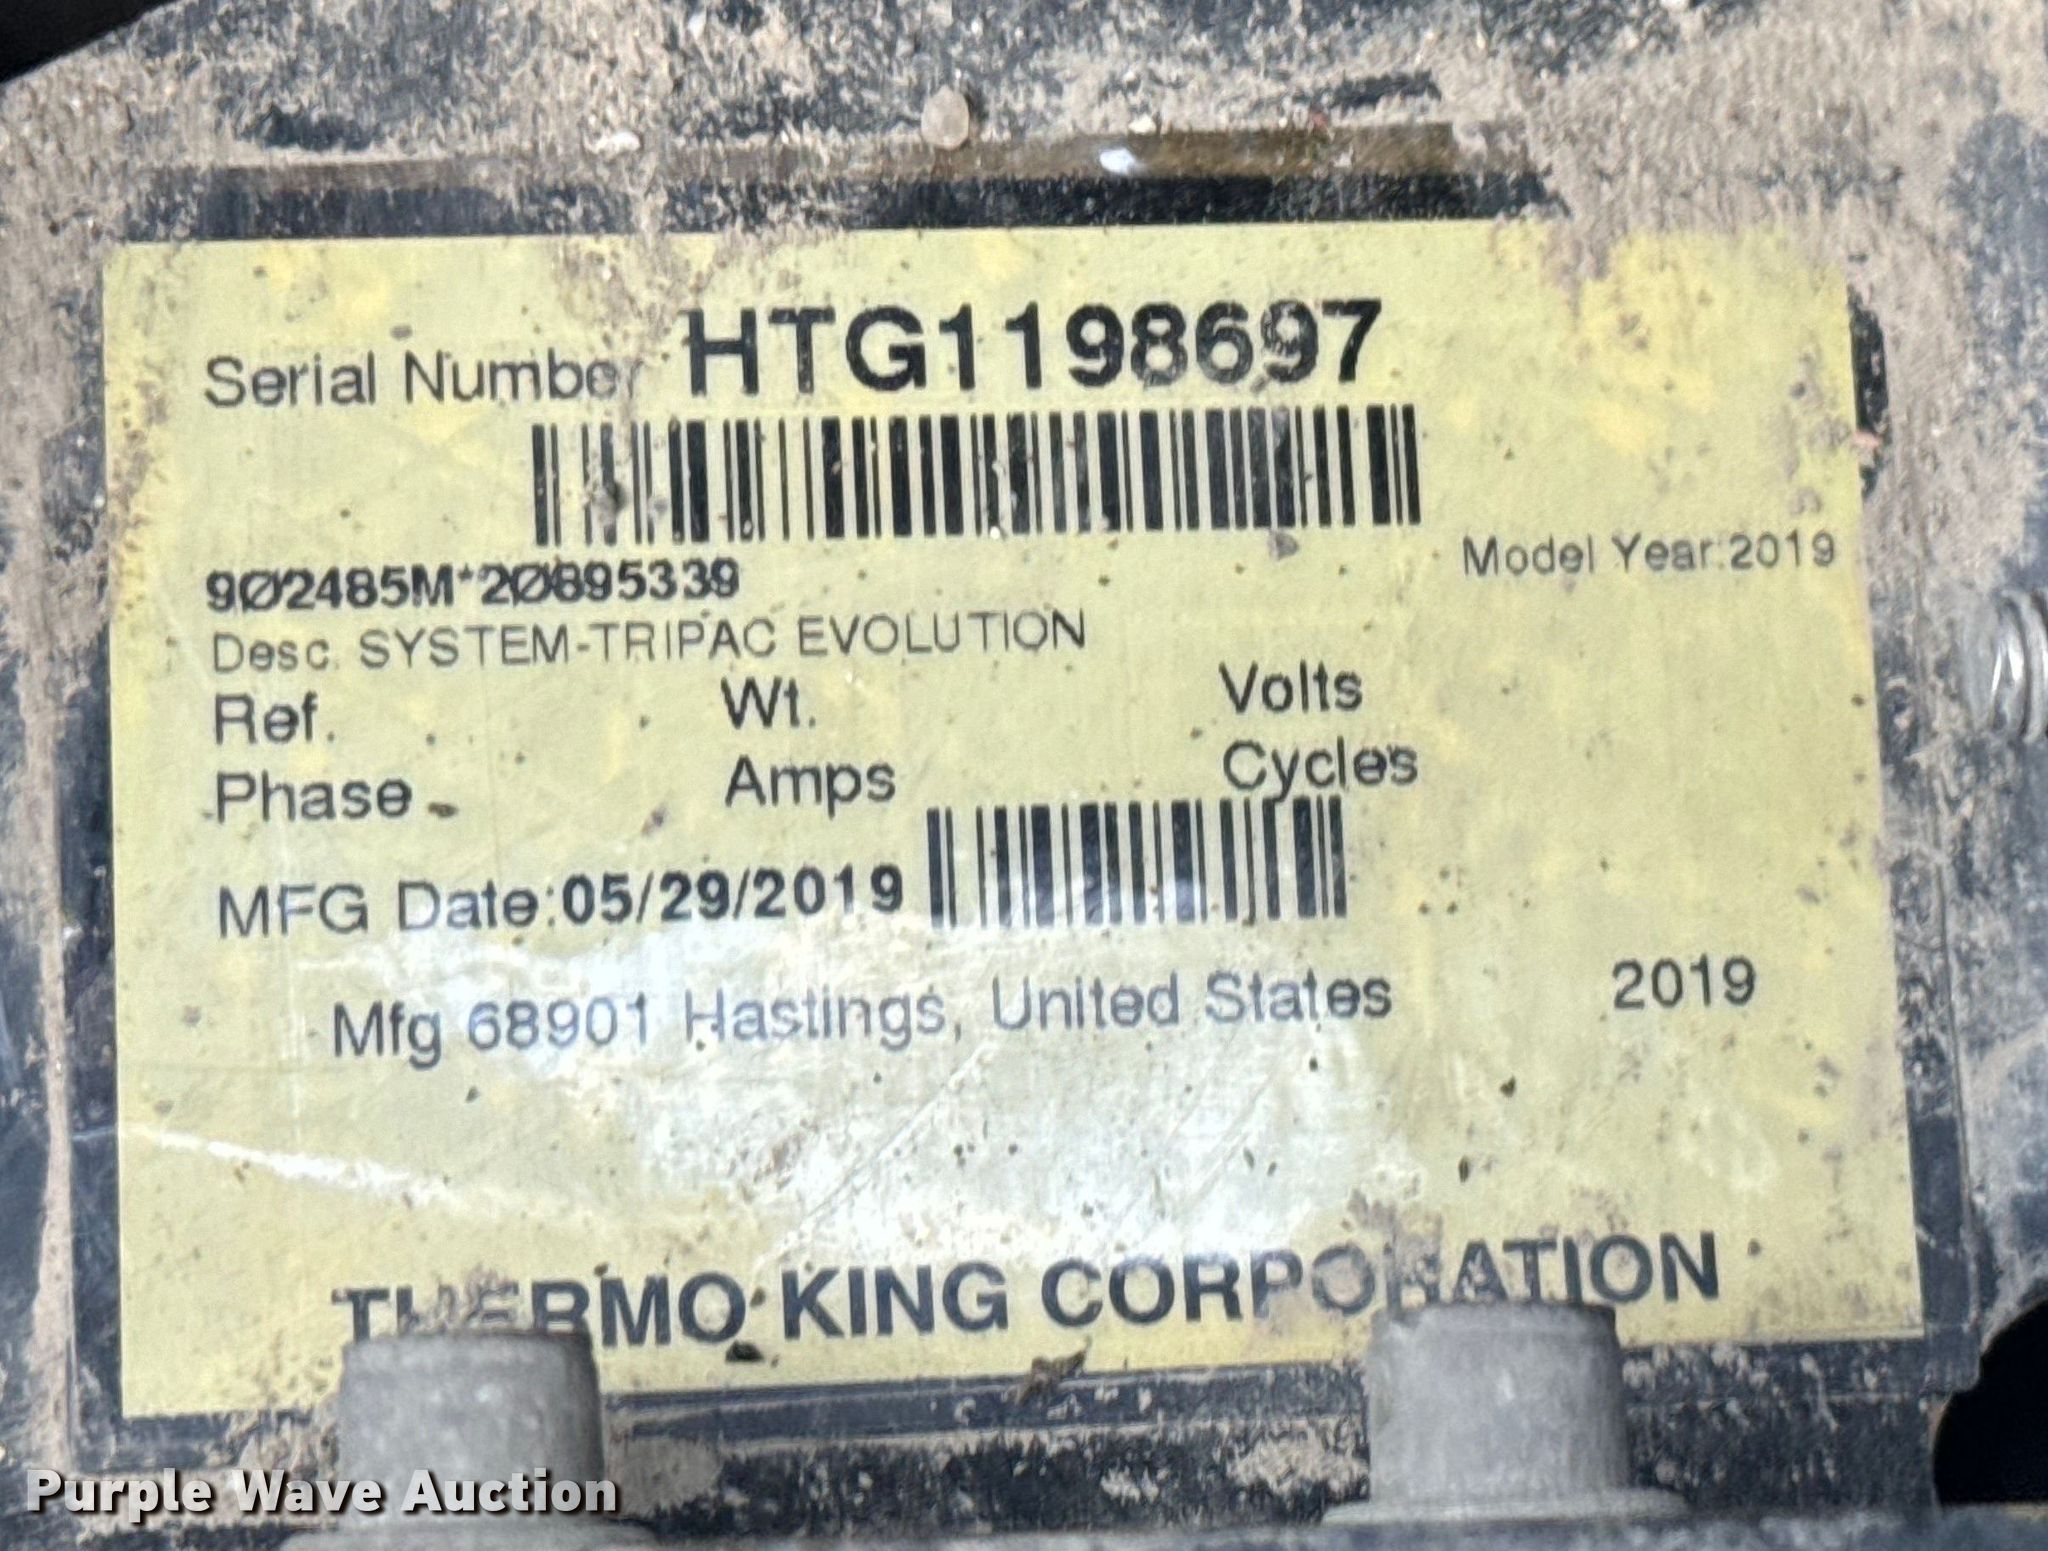 Serial Number HTG1198697
9Ø2485M*2Ø895339
Model Year:2019
Desc. SYSTEM-TRIPAC EVOLUTION
Ref. Wt. Volts
Phase Amps Cycles
MFG Date:05/29/2019
Mfg 68901 Hastings, United States 2019
THERMO KING CORPORATION
Purple Wave Auction